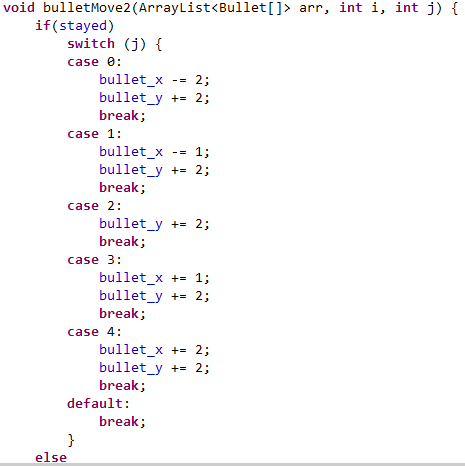 void bulletMove2(ArrayList<Bullet[]> arr, int i, int j) {
    if(stayed)
        switch (j) {
        case 0:
            bullet_x -= 2;
            bullet_y += 2;
            break;
        case 1:
            bullet_x -= 1;
            bullet_y += 2;
            break;
        case 2:
            bullet_y += 2;
            break;
        case 3:
            bullet_x += 1;
            bullet_y += 2;
            break;
        case 4:
            bullet_x += 2;
            bullet_y += 2;
            break;
        default:
            break;
        }
    else